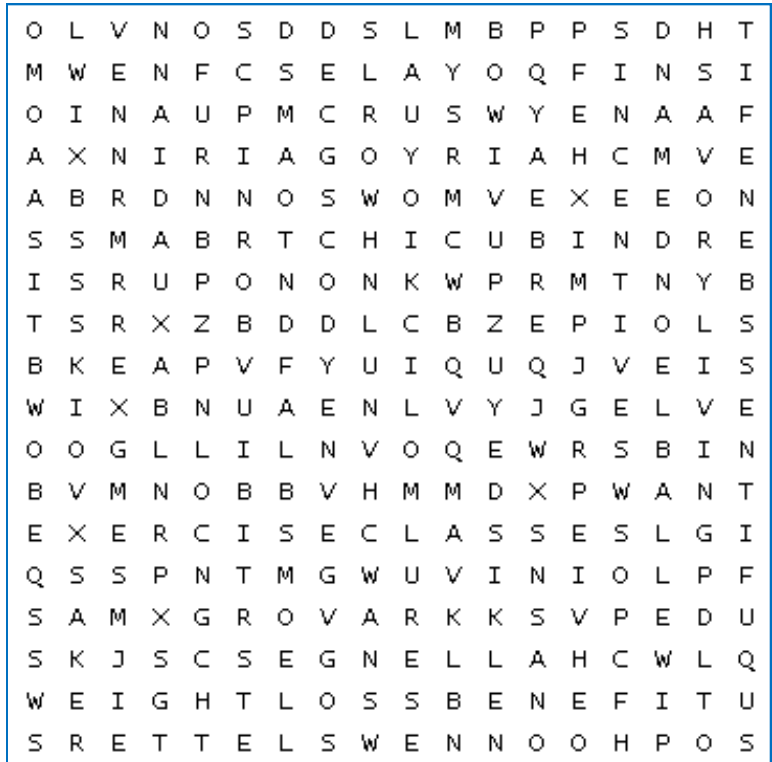 O L V N O S D D S L M B P P S D H T
M W E N F C S E L A Y O Q F I N S I
O I N A U P M C R U S W Y E N A A F
A X N I R I A G O Y R I A H C M V E
A B R D N N O S W O M V E X E E O N
S S M A B R T C H I C U B I N D R E
I S R U P O N O N K W P R M T N Y B
T S R X Z B D D L C B Z E P I O L S
B K E A P V F Y U I Q U Q J V E I S
W I X B N U A E N L V Y J G E L V E
O O G L L I L N V O Q E W R S B I N
B V M N O B B V H M M D X P W A N T
E X E R C I S E C L A S S E S L G I
Q S S P N T M G W U V I N I O L P F
S A M X G R O V A R K K S V P E D U
S K J S C S E G N E L L A H C W L Q
W E I G H T L O S S B E N E F I T U
S R E T T E L S W E N N O O H P O S